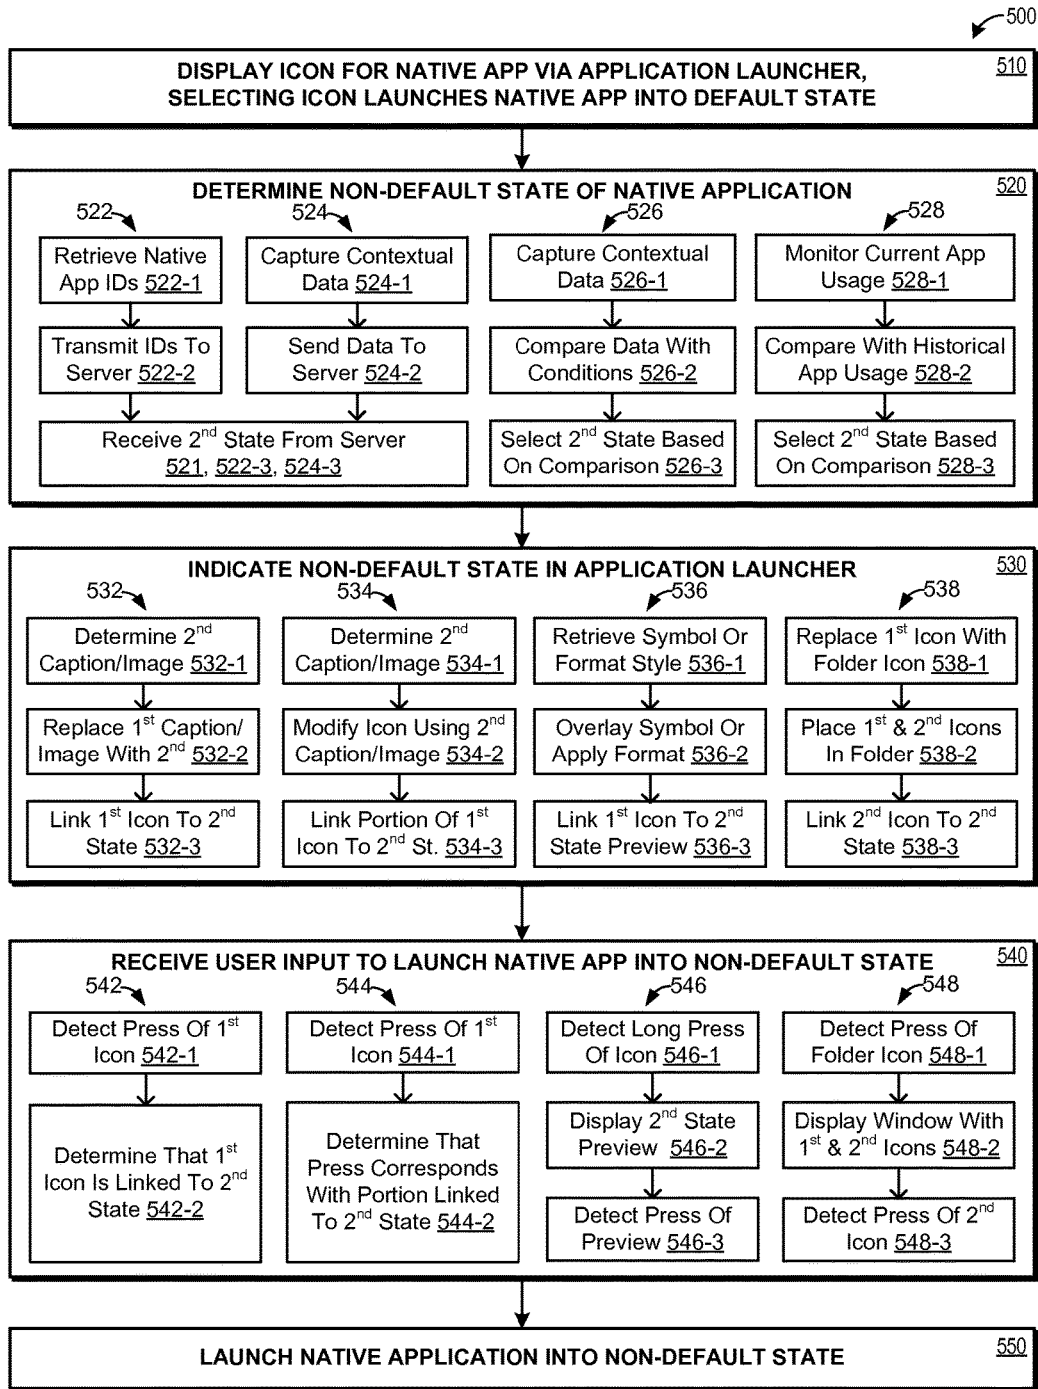 500
DISPLAY ICON FOR NATIVE APP VIA APPLICATION LAUNCHER, 510
SELECTING ICON LAUNCHES NATIVE APP INTO DEFAULT STATE
DETERMINE NON-DEFAULT STATE OF NATIVE APPLICATION 520
522
524
526
528
Retrieve Native
App IDs 522-1
Capture Contextual
Data 524-1
Capture Contextual
Data 526-1
Monitor Current App
Usage 528-1
Transmit IDs To
Server 522-2
Send Data To
Server 524-2
Compare Data With
Conditions 526-2
Compare With Historical
App Usage 528-2
Receive 2nd State From Server
521, 522-3, 524-3
Select 2nd State Based
On Comparison 526-3
Select 2nd State Based
On Comparison 528-3
INDICATE NON-DEFAULT STATE IN APPLICATION LAUNCHER 530
532
534
536
538
Determine 2nd
Caption/Image 532-1
Determine 2nd
Caption/Image 534-1
Retrieve Symbol Or
Format Style 536-1
Replace 1st Icon With
Folder Icon 538-1
Replace 1st Caption/
Image With 2nd 532-2
Modify Icon Using 2nd
Caption/Image 534-2
Overlay Symbol Or
Apply Format 536-2
Place 1st & 2nd Icons
In Folder 538-2
Link 1st Icon To 2nd
State 532-3
Link Portion Of 1st
Icon To 2nd St. 534-3
Link 1st Icon To 2nd
State Preview 536-3
Link 2nd Icon To 2nd
State 538-3
RECEIVE USER INPUT TO LAUNCH NATIVE APP INTO NON-DEFAULT STATE 540
542
544
546
548
Detect Press Of 1st
Icon 542-1
Detect Press Of 1st
Icon 544-1
Detect Long Press
Of Icon 546-1
Detect Press Of
Folder Icon 548-1
Determine That 1st
Icon Is Linked To 2nd
State 542-2
Determine That
Press Corresponds
With Portion Linked
To 2nd State 544-2
Display 2nd State
Preview 546-2
Display Window With
1st & 2nd Icons 548-2
Detect Press Of
Preview 546-3
Detect Press Of 2nd
Icon 548-3
LAUNCH NATIVE APPLICATION INTO NON-DEFAULT STATE 550